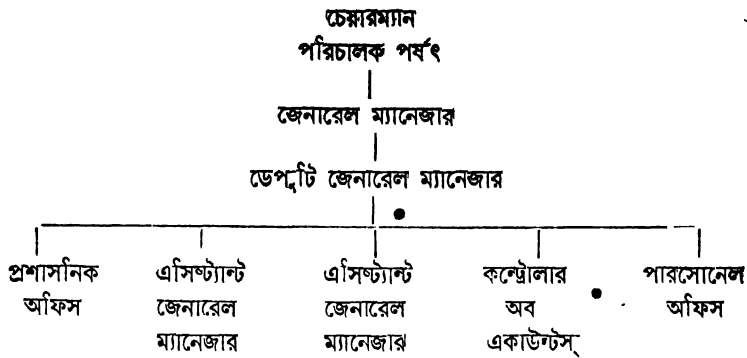 চেয়ারম্যান
পরিচালক পর্ষৎ
জেনারেল ম্যানেজার
ডেপুটি জেনারেল ম্যানেজার
প্রশাসনিক এসিষ্ট্যান্ট এসিষ্ট্যান্ট কন্ট্রোলার পারসোনেল
অফিস জেনারেল জেনারেল অব অফিস
ম্যানেজার ম্যানেজার একাউন্টস্